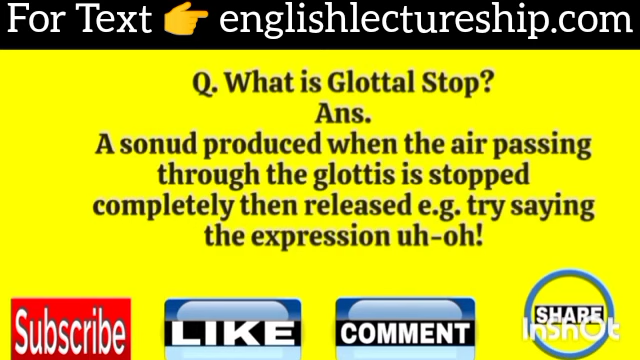 For Text 👉 englishlectureship.com
Q. What is Glottal Stop?
Ans.
A sonud produced when the air passing
through the glottis is stopped
completely then released e.g. try saying
the expression uh-oh!
Subscribe LIKE COMMENT SHARE
InShOt